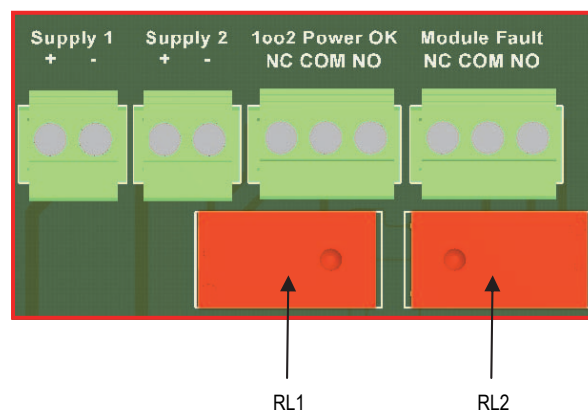 Supply 1 Supply 2 1oo2 Power OK Module Fault
+ - + - NC COM NO NC COM NO
RL1 RL2